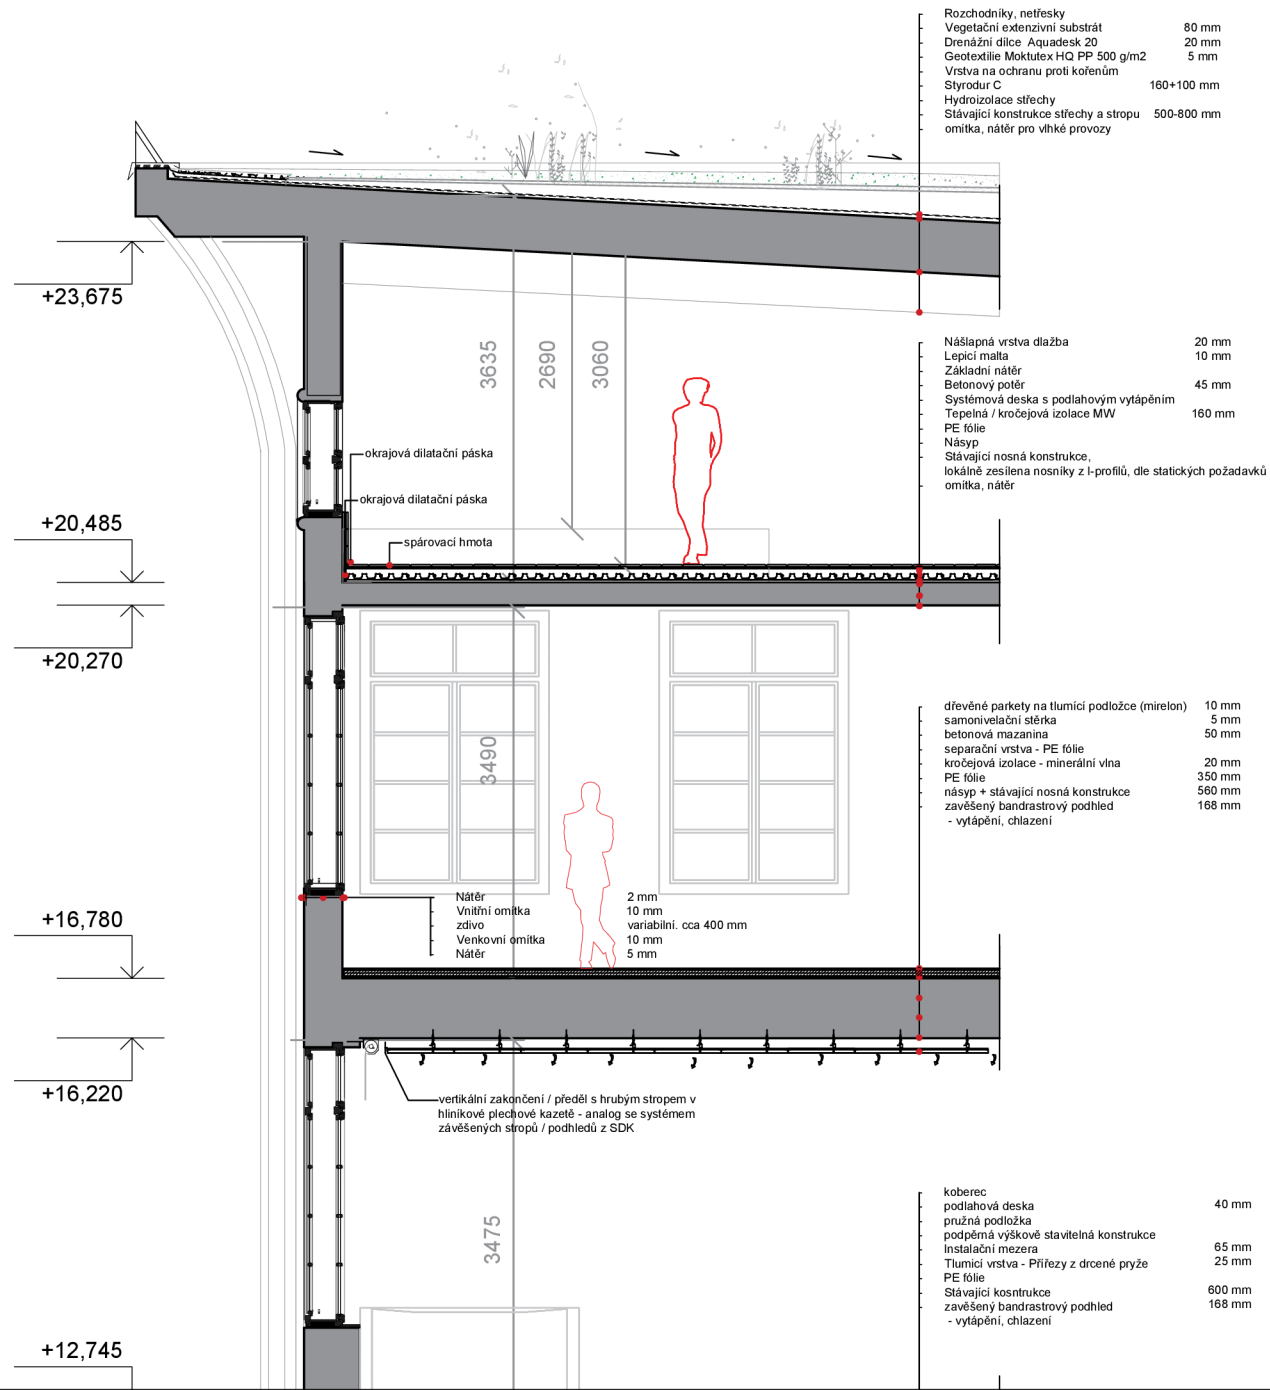 Rozchodníky, netřesky
Vegetační extenzivní substrát 80 mm
Drenážní dílce Aquadesk 20 20 mm
Geotextilie Moktutex HQ PP 500 g/m2 5 mm
Vrstva na ochranu proti kořenům
Styrodur C 160+100 mm
Hydroizolace střechy
Stávající konstrukce střechy a stropu 500-800 mm
omítka, nátěr pro vlhké provozy
+23,675
3635
2690
3060
Nášlapná vrstva dlažba 20 mm
Lepicí malta 10 mm
Základní nátěr
Betonový potěr 45 mm
Systémová deska s podlahovým vytápěním
Tepelná / kročejová izolace MW 160 mm
PE fólie
Násyp
Stávající nosná konstrukce,
lokálně zesílena nosníky z I-profilů, dle statických požadavků
omítka, nátěr
okrajová dilatační páska
okrajová dilatační páska
spárovací hmota
+20,485
+20,270
3490
dřevěné parkety na tlumící podložce (mirelon) 10 mm
samonivelační stěrka 5 mm
betonová mazanina 50 mm
separační vrstva - PE fólie
kročejová izolace - minerální vlna 20 mm
PE fólie 350 mm
násyp + stávající nosná konstrukce 560 mm
zavěšený bandrastrový podhled 168 mm
- vytápění, chlazení
Nátěr 2 mm
Vnitřní omítka 10 mm
zdivo variabilní. cca 400 mm
Venkovní omítka 10 mm
Nátěr 5 mm
+16,780
+16,220
vertikální zakončení / předěl s hrubým stropem v
hliníkové plechové kazetě - analog se systémem
závěšených stropů / podhledů z SDK
3475
koberec
podlahová deska 40 mm
pružná podložka
podpěrná výškově stavitelná konstrukce
Instalační mezera 65 mm
Tlumicí vrstva - Přířezy z drcené pryže 25 mm
PE fólie
Stávající kosntrukce 600 mm
zavěšený bandrastrový podhled 168 mm
- vytápění, chlazení
+12,745